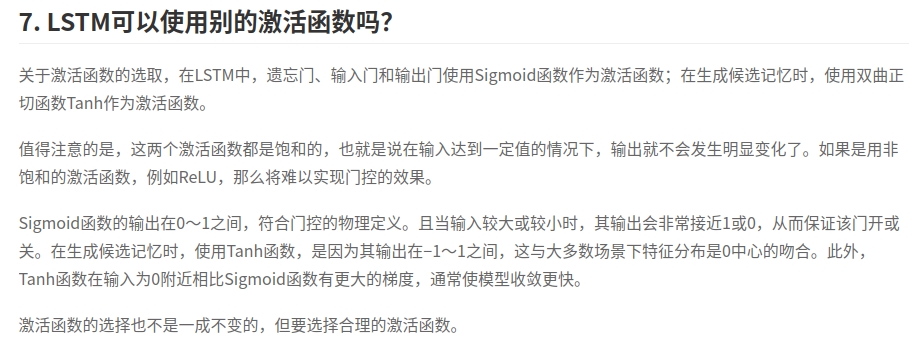 7. LSTM可以使用别的激活函数吗?
关于激活函数的选取，在LSTM中，遗忘门、输入门和输出门使用Sigmoid函数作为激活函数；在生成候选记忆时，使用双曲正
切函数Tanh作为激活函数。
值得注意的是，这两个激活函数都是饱和的，也就是说在输入达到一定值的情况下，输出就不会发生明显变化了。如果是用非
饱和的激活函数，例如ReLU，那么将难以实现门控的效果。
Sigmoid函数的输出在0～1之间，符合门控的物理定义。且当输入较大或较小时，其输出会非常接近1或0，从而保证该门开或
关。在生成候选记忆时，使用Tanh函数，是因为其输出在−1～1之间，这与大多数场景下特征分布是0中心的吻合。此外，
Tanh函数在输入为0附近相比Sigmoid函数有更大的梯度，通常使模型收敛更快。
激活函数的选择也不是一成不变的，但要选择合理的激活函数。